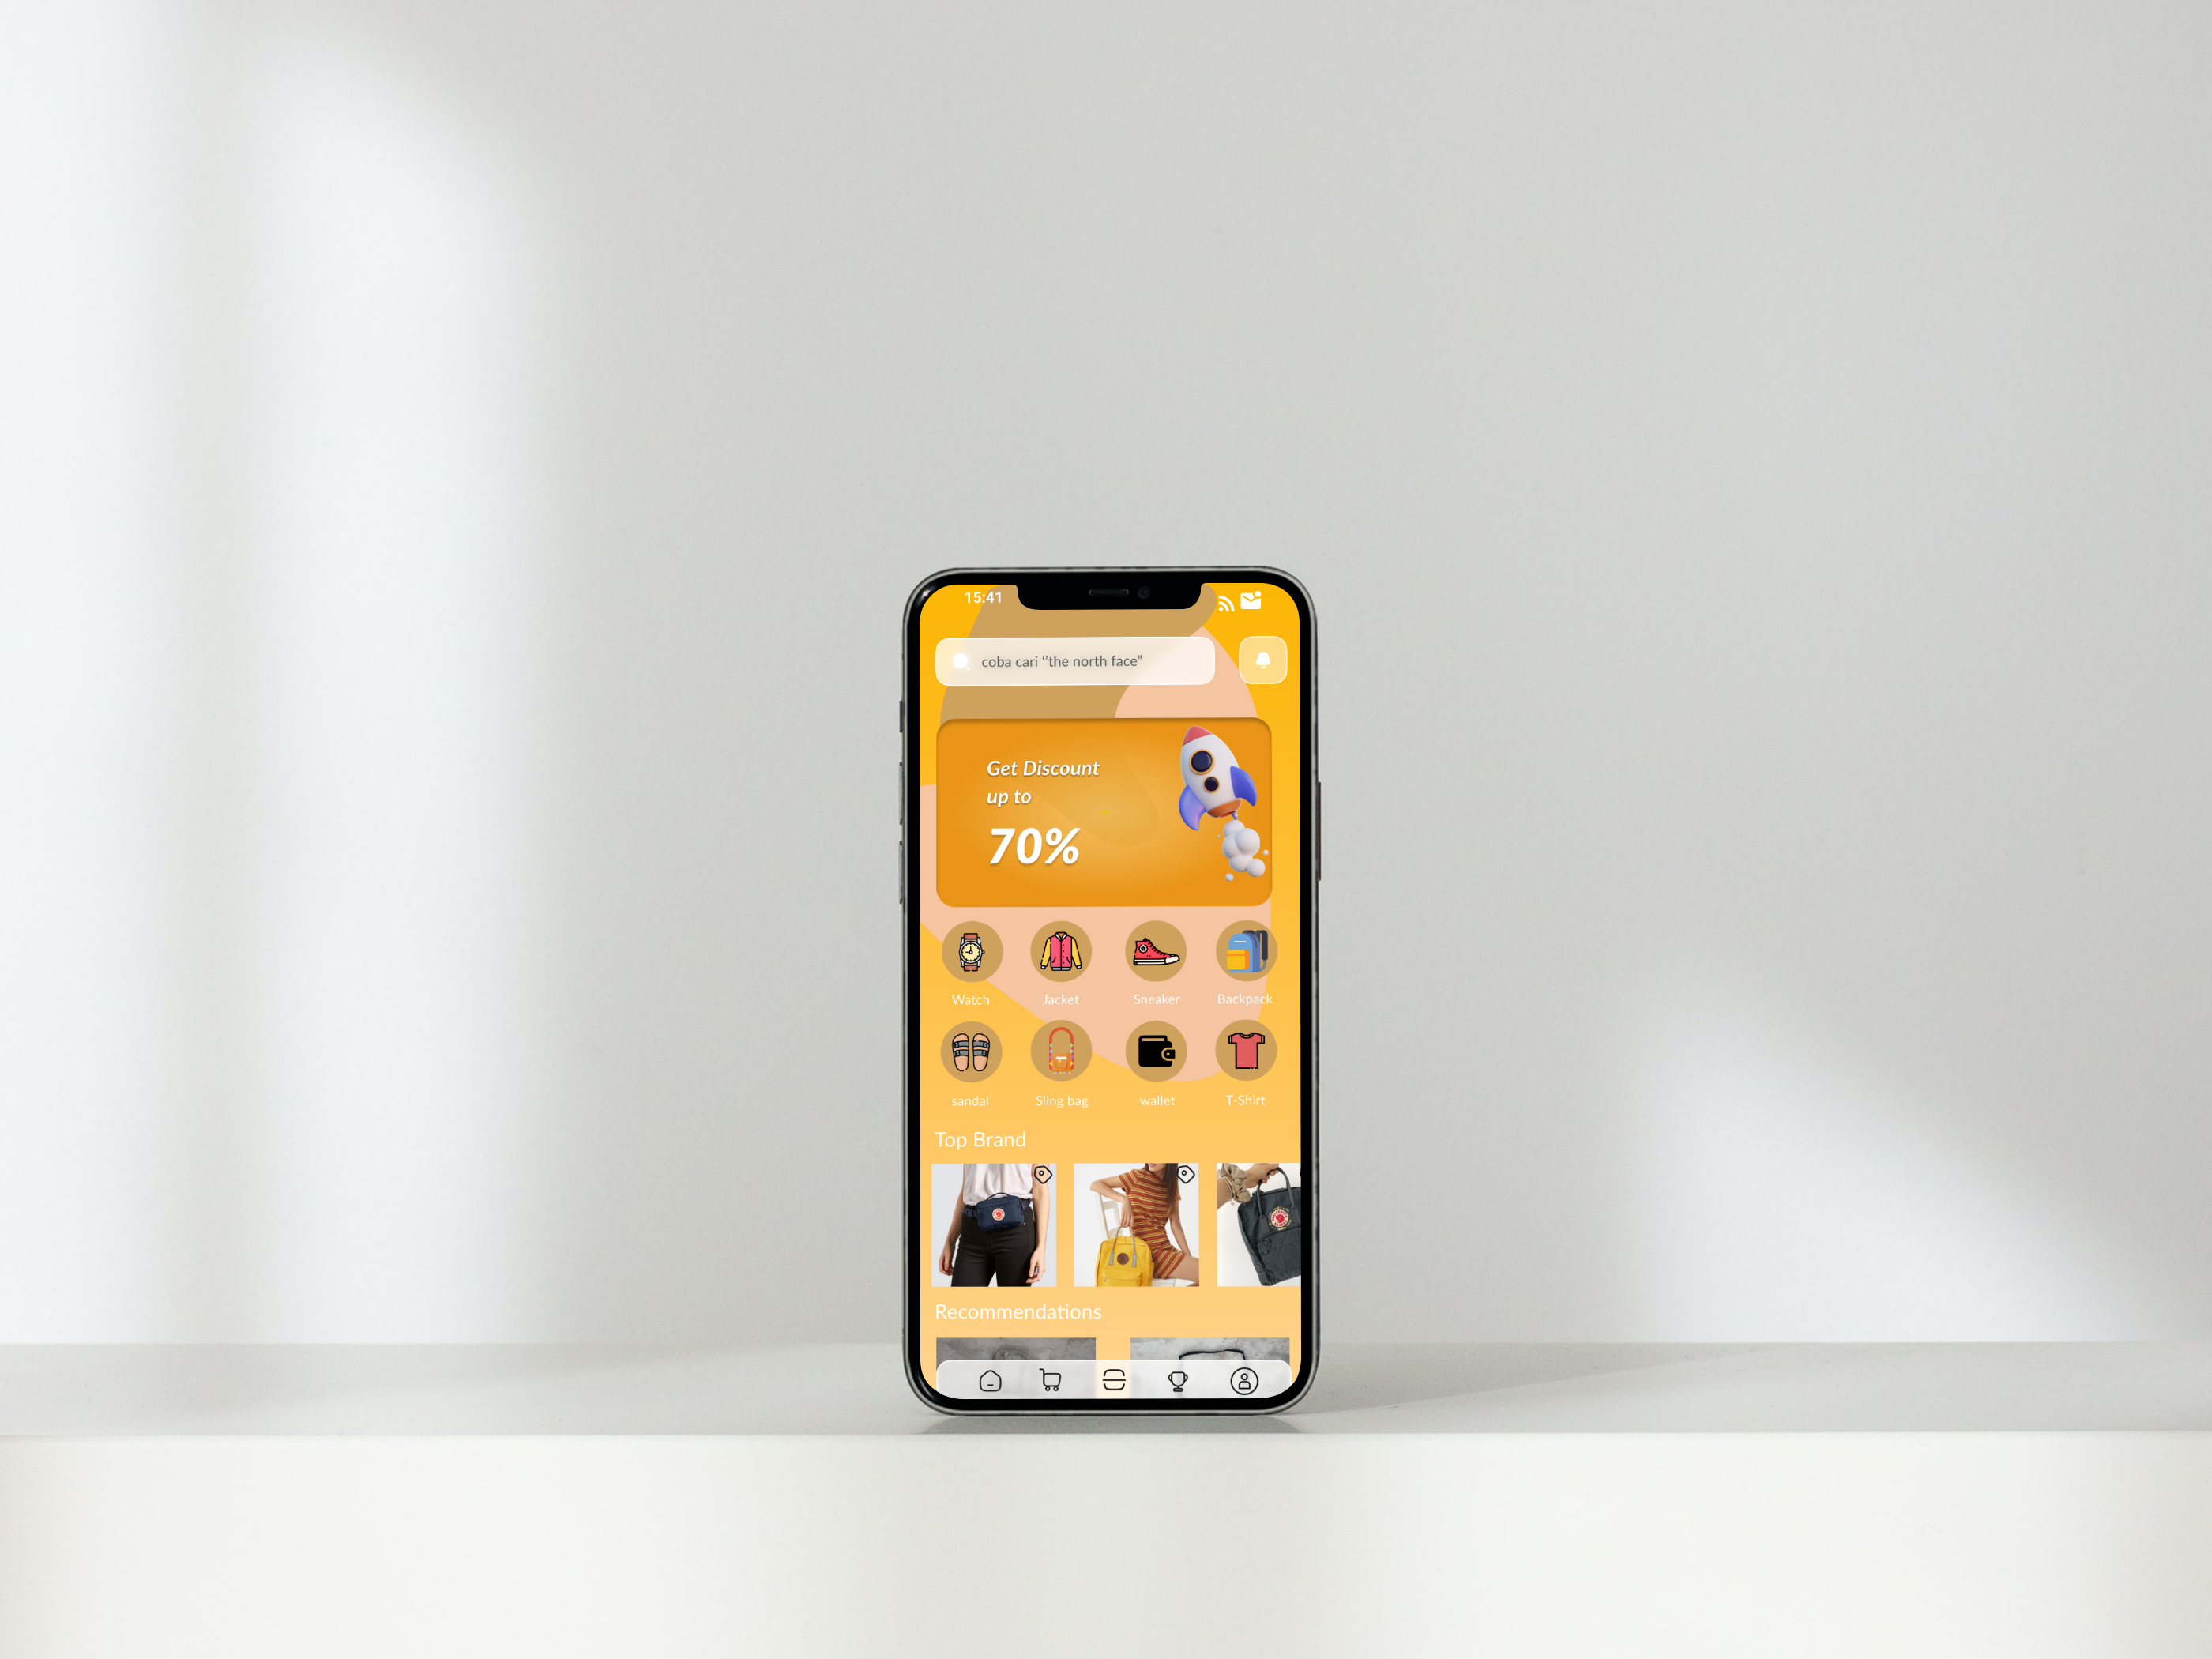 15:41
coba cari "the north face"
Get Discount
up to
70%
Watch
Jacket
Sneaker
Backpack
sandal
Sling bag
wallet
T-Shirt
Top Brand
Recommendations